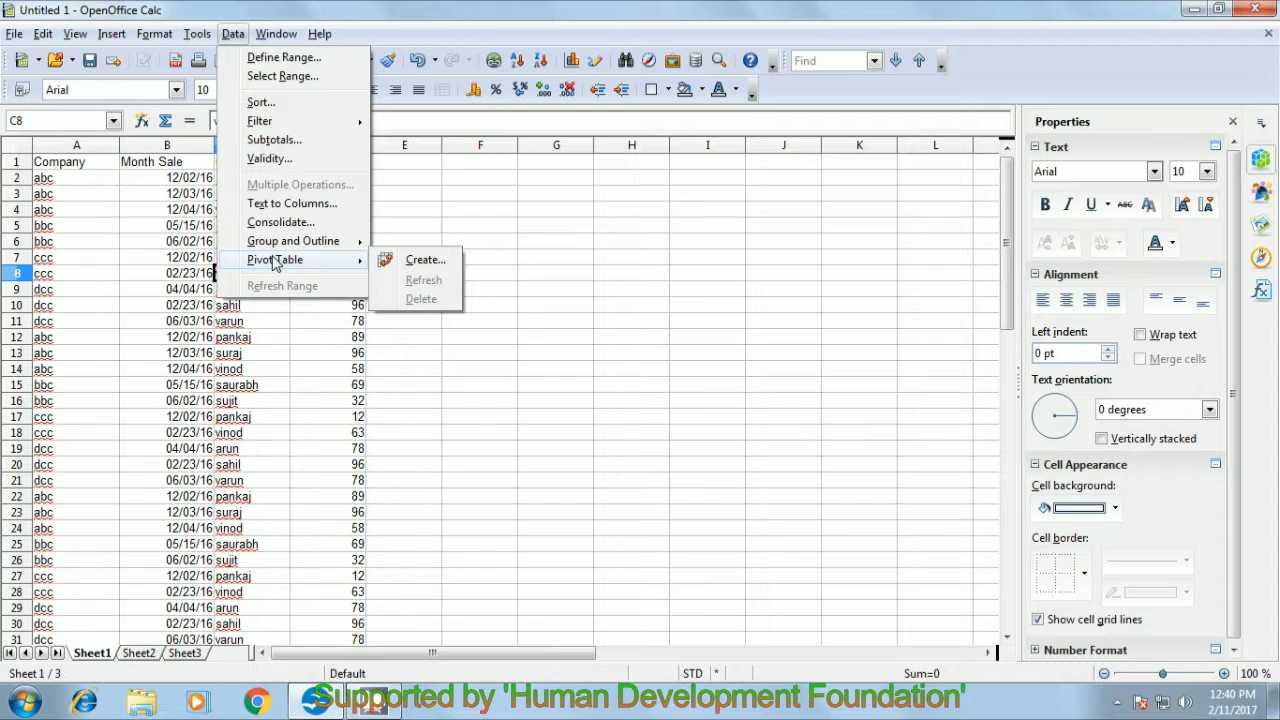 Untitled 1 - OpenOffice Calc
File Edit View Insert Format Tools Data Window Help
Find
Arial 10
C8
Define Range...
Select Range...
Sort...
Filter
Subtotals...
Validity...
Multiple Operations...
Text to Columns...
Consolidate...
Group and Outline
Pivot Table
Refresh Range
Create...
Refresh
Delete
A B E F G H I J K L
1 Company Month Sale
2 abc 12/02/16
3 abc 12/03/16
4 abc 12/04/16
5 bbc 05/15/16
6 bbc 06/02/16
7 ccc 12/02/16
8 ccc 02/23/16
9 dcc 04/04/16
10 dcc 02/23/16 sahil 96
11 dcc 06/03/16 varun 78
12 abc 12/02/16 pankaj 89
13 abc 12/03/16 suraj 96
14 abc 12/04/16 vinod 58
15 bbc 05/15/16 saurabh 69
16 bbc 06/02/16 sujit 32
17 ccc 12/02/16 pankaj 12
18 ccc 02/23/16 vinod 63
19 dcc 04/04/16 arun 78
20 dcc 02/23/16 sahil 96
21 dcc 06/03/16 varun 78
22 abc 12/02/16 pankaj 89
23 abc 12/03/16 suraj 96
24 abc 12/04/16 vinod 58
25 bbc 05/15/16 saurabh 69
26 bbc 06/02/16 sujit 32
27 ccc 12/02/16 pankaj 12
28 ccc 02/23/16 vinod 63
29 dcc 04/04/16 arun 78
30 dcc 02/23/16 sahil 96
31 dcc 06/03/16 varun 78
Sheet1 Sheet2 Sheet3
Properties
Text
Arial 10
B I U ABC
Alignment
Left indent:
0 pt
Wrap text
Merge cells
Text orientation:
0 degrees
Vertically stacked
Cell Appearance
Cell background:
Cell border:
Show cell grid lines
Number Format
Sheet 1 / 3 Default STD * Sum=0 100 %
Supported by 'Human Development Foundation'
12:40 PM
2/11/2017